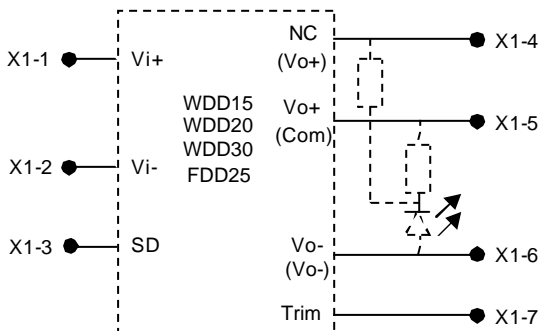 NC
X1-4
(Vo+)
X1-1
Vi+
WDD15
Vo+
X1-5
WDD20
(Com)
WDD30
X1-2
Vi-
FDD25
X1-3
SD
Vo-
(Vo-)
X1-6
Trim
X1-7